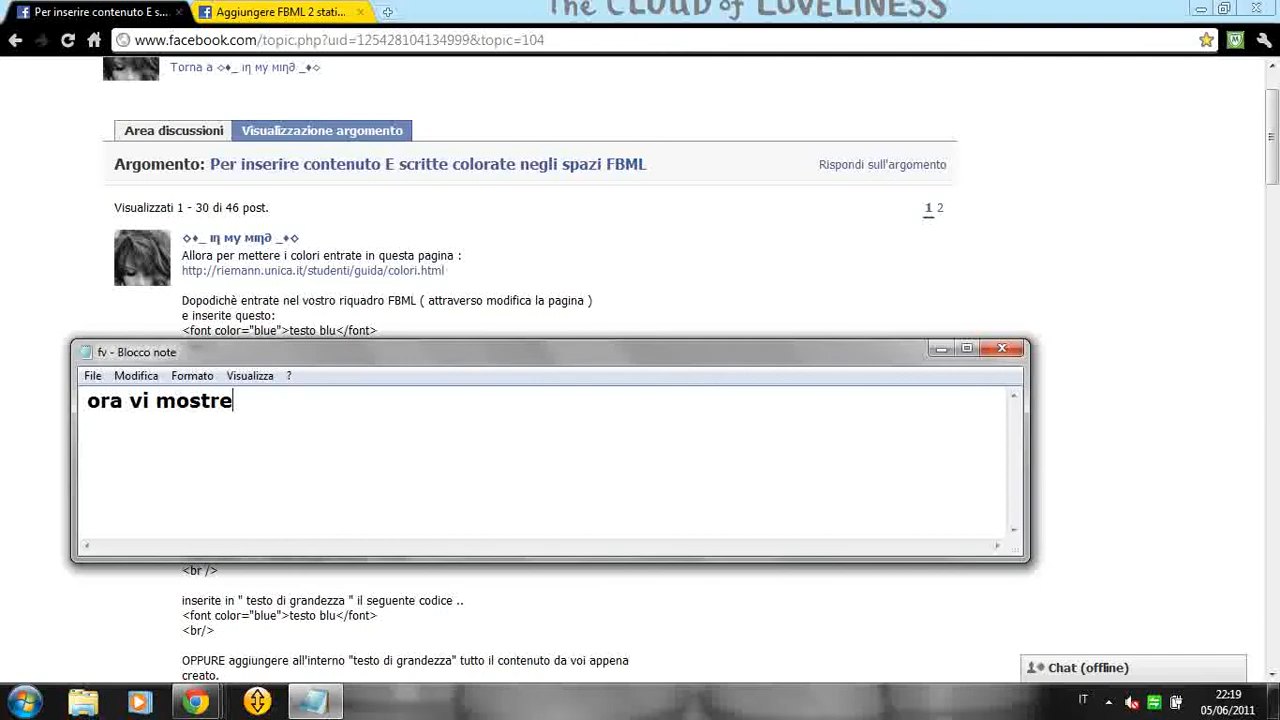 The CLOUD of LOVELINESS
Per inserire contenuto E s...
Aggiungere FBML 2 stati...
www.facebook.com/topic.php?uid=125428104134999&topic=104
Torna a ◇♦_ ιη мy мιη∂ _♦◇
Area discussioni
Visualizzazione argomento
Argomento: Per inserire contenuto E scritte colorate negli spazi FBML
Rispondi sull'argomento
Visualizzati 1 - 30 di 46 post.
1 2
◇♦_ ιη мy мιη∂ _♦◇
Allora per mettere i colori entrate in questa pagina :
http://riemann.unica.it/studenti/guida/colori.html
Dopodichè entrate nel vostro riquadro FBML ( attraverso modifica la pagina )
e inserite questo:
<font color="blue">testo blu</font>
fv - Blocco note
File Modifica Formato Visualizza ?
ora vi mostre
<br />
inserite in " testo di grandezza " il seguente codice ..
<font color="blue">testo blu</font>
<br/>
OPPURE aggiungere all'interno "testo di grandezza" tutto il contenuto da voi appena
creato.
Chat (offline)
IT
22:19
05/06/2011